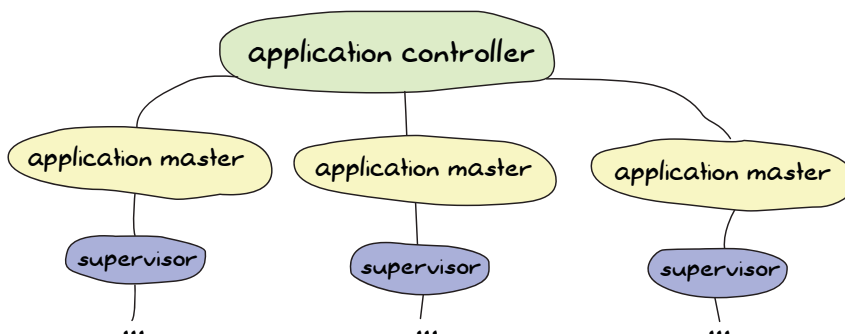 application controller
application master
application master
application master
supervisor
supervisor
supervisor
...
...
...